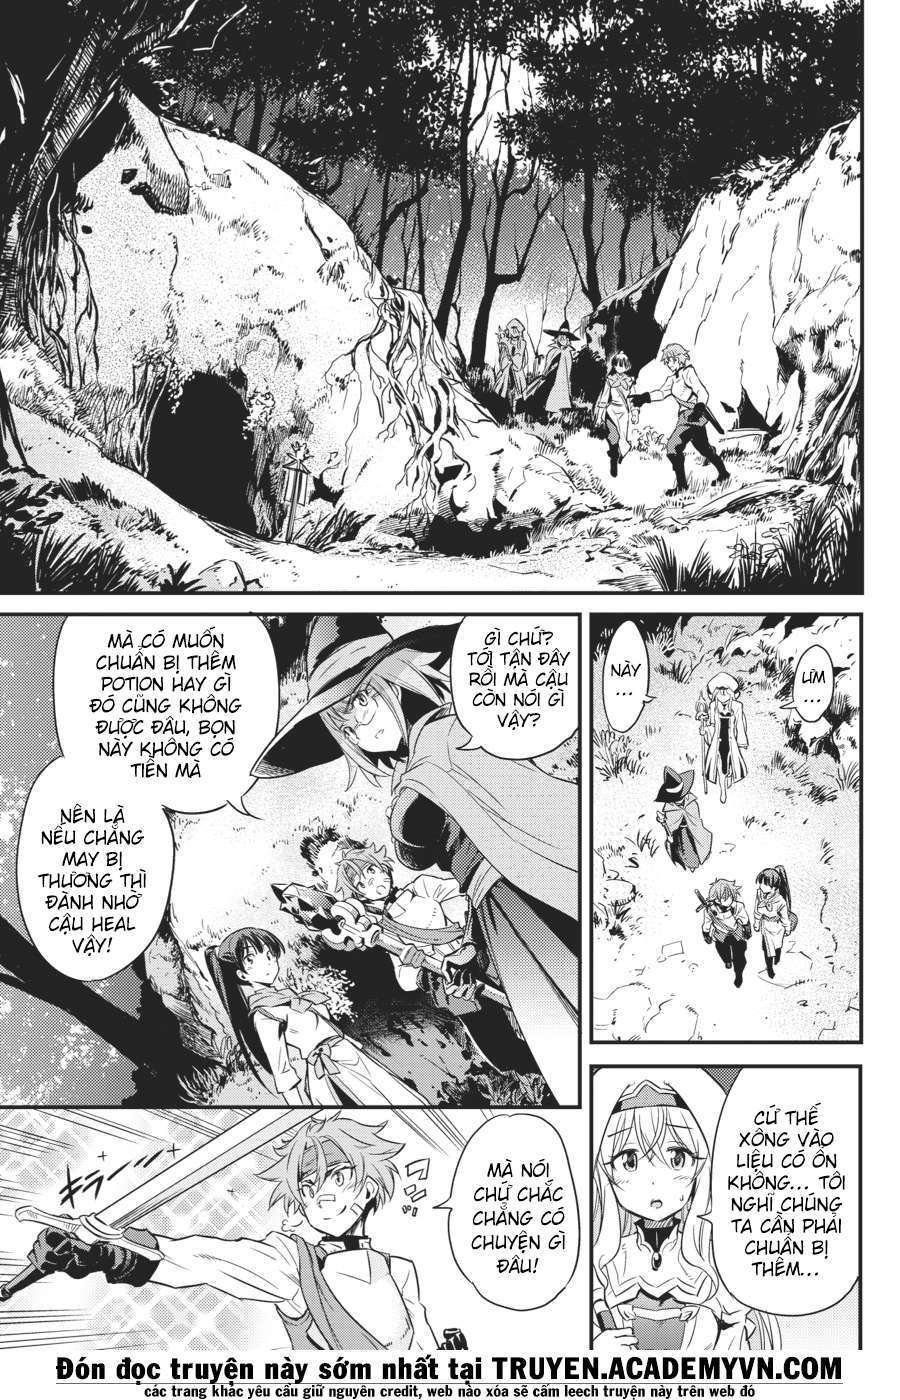 ỪM
...
NÀY
...
GÌ CHỨ?
TỚI TẬN ĐÂY
RỒI MÀ CẬU
CÒN NÓI GÌ
VẬY?
MÀ CÓ MUỐN
CHUẨN BỊ THÊM
POTION HAY GÌ
ĐÓ CŨNG KHÔNG
ĐƯỢC ĐÂU, BỌN
NÀY KHÔNG CÓ
TIỀN MÀ
NÊN LÀ
NẾU CHẲNG
MAY BỊ
THƯƠNG THÌ
ĐÀNH NHỜ
CẬU HEAL
VẬY!
CỨ THẾ
XÔNG VÀO
LIỆU CÓ ỔN
KHÔNG... TÔI
NGHĨ CHÚNG
TA CẦN PHẢI
CHUẨN BỊ
THÊM...
MÀ NÓI
CHỨ CHẮC
CHẲNG CÓ
CHUYỆN GÌ
ĐÂU!
Đón đọc truyện này sớm nhất tại TRUYEN.ACADEMYVN.COM
các trang khác yêu cầu giữ nguyên credit, web nào xóa sẽ cấm leech truyện này trên web đó